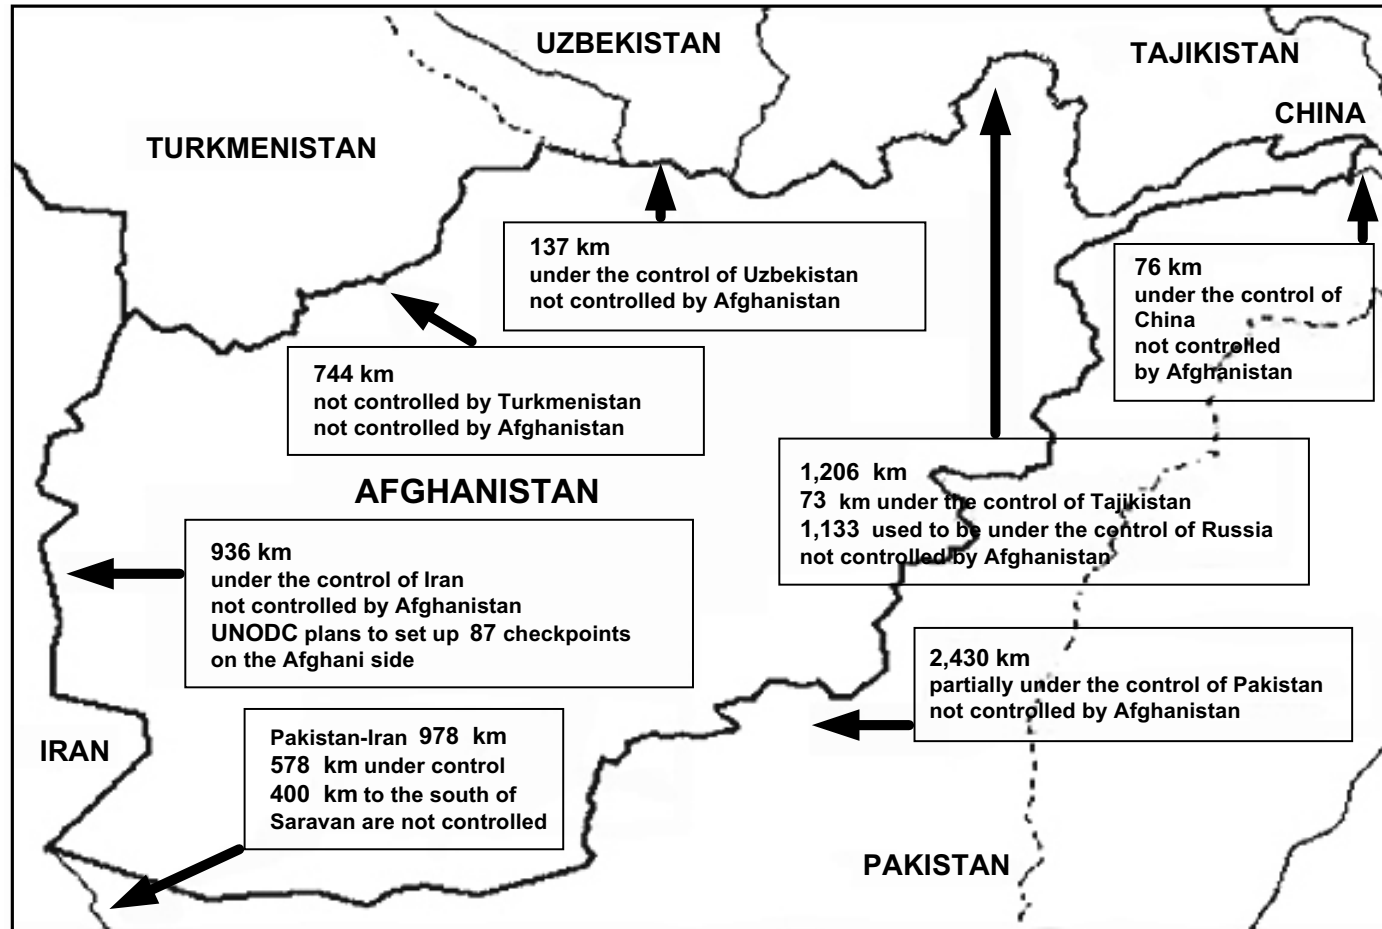 UZBEKISTAN
TAJIKISTAN
CHINA
TURKMENISTAN
137 km
under the control of Uzbekistan
not controlled by Afghanistan
76 km
under the control of
China
not controlled
by Afghanistan
744 km
not controlled by Turkmenistan
not controlled by Afghanistan
AFGHANISTAN
1,206 km
73 km under the control of Tajikistan
1,133 used to be under the control of Russia
not controlled by Afghanistan
936 km
under the control of Iran
not controlled by Afghanistan
UNODC plans to set up 87 checkpoints
on the Afghani side
2,430 km
partially under the control of Pakistan
not controlled by Afghanistan
IRAN
Pakistan-Iran 978 km
578 km under control
400 km to the south of
Saravan are not controlled
PAKISTAN